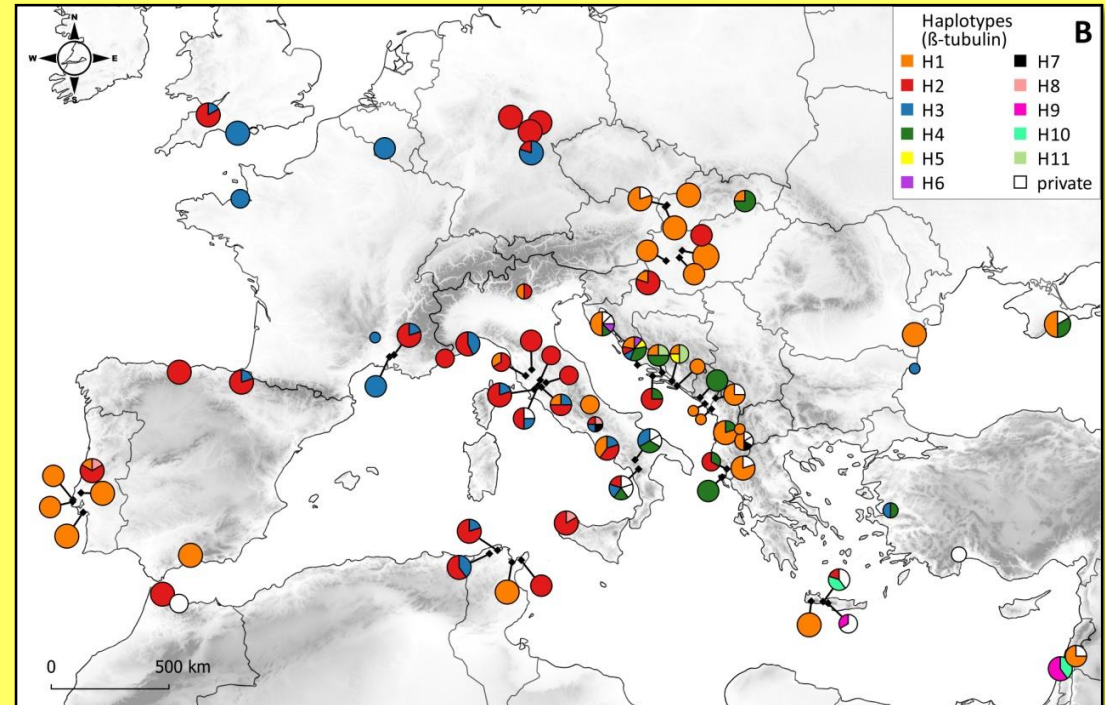 N
W E
S
Haplotypes
(ß-tubulin)
B
H1 H7
H2 H8
H3 H9
H4 H10
H5 H11
H6 private
0 500 km